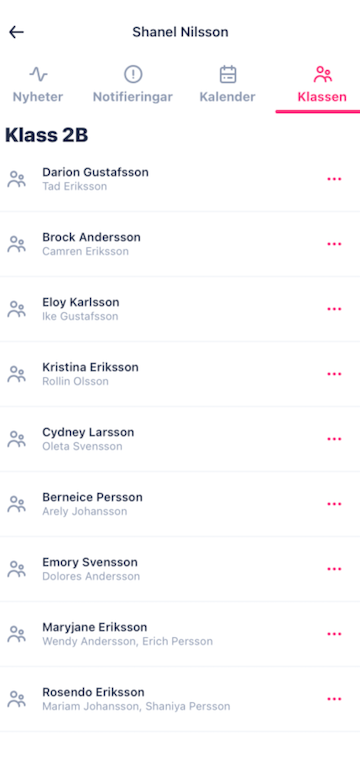 Shanel Nilsson
Nyheter Notifieringar Kalender Klassen
Klass 2B
Darion Gustafsson
Tad Eriksson
Brock Andersson
Camren Eriksson
Eloy Karlsson
Ike Gustafsson
Kristina Eriksson
Rollin Olsson
Cydney Larsson
Oleta Svensson
Berneice Persson
Arely Johansson
Emory Svensson
Dolores Andersson
Maryjane Eriksson
Wendy Andersson, Erich Persson
Rosendo Eriksson
Mariam Johansson, Shaniya Persson